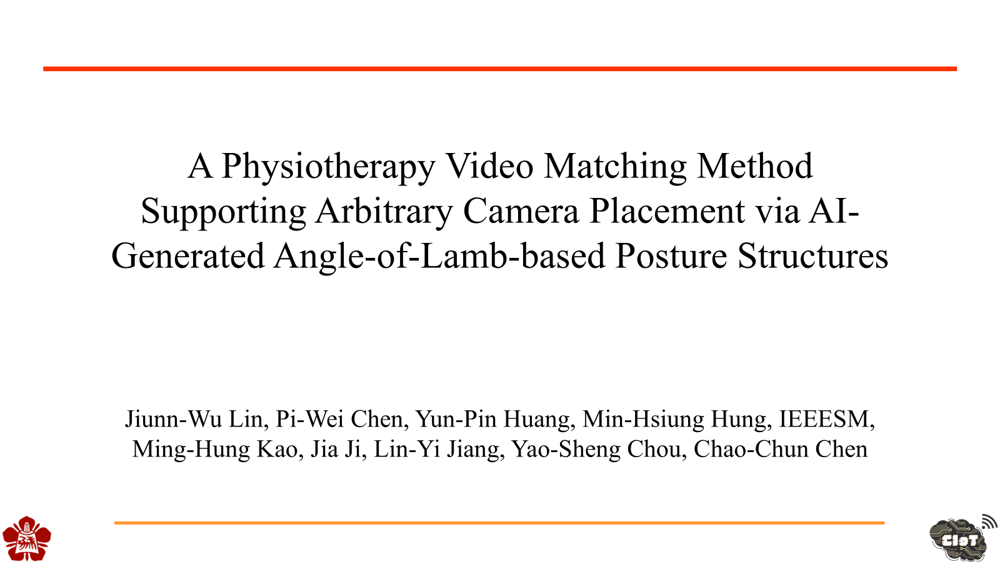 A Physiotherapy Video Matching Method
Supporting Arbitrary Camera Placement via AI-
Generated Angle-of-Lamb-based Posture Structures
Jiunn-Wu Lin, Pi-Wei Chen, Yun-Pin Huang, Min-Hsiung Hung, IEEESM,
Ming-Hung Kao, Jia Ji, Lin-Yi Jiang, Yao-Sheng Chou, Chao-Chun Chen
CIoT